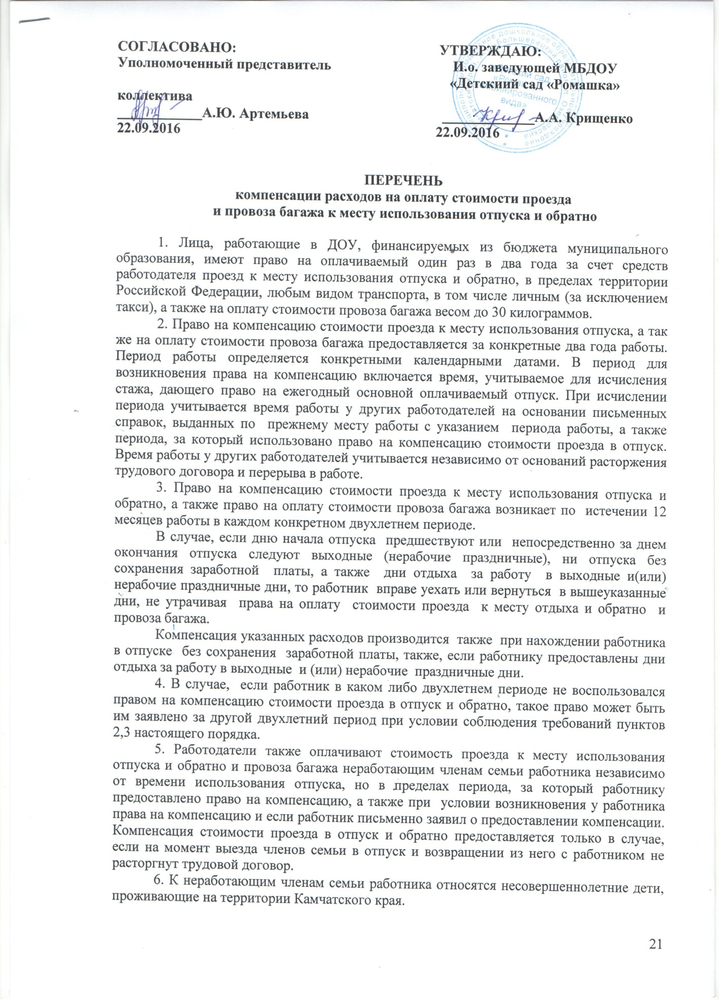 СОГЛАСОВАНО:
Уполномоченный представитель
коллектива
____________А.Ю. Артемьева
22.09.2016
УТВЕРЖДАЮ:
И.о. заведующей МБДОУ
«Детскиий сад «Ромашка»
_____________А.А. Крищенко
22.09.2016
ПЕРЕЧЕНЬ
компенсации расходов на оплату стоимости проезда
и провоза багажа к месту использования отпуска и обратно
1. Лица, работающие в ДОУ, финансируемых из бюджета муниципального
образования, имеют право на оплачиваемый один раз в два года за счет средств
работодателя проезд к месту использования отпуска и обратно, в пределах территории
Российской Федерации, любым видом транспорта, в том числе личным (за исключением
такси), а также на оплату стоимости провоза багажа весом до 30 килограммов.
2. Право на компенсацию стоимости проезда к месту использования отпуска, а так
же на оплату стоимости провоза багажа предоставляется за конкретные два года работы.
Период работы определяется конкретными календарными датами. В период для
возникновения права на компенсацию включается время, учитываемое для исчисления
стажа, дающего право на ежегодный основной оплачиваемый отпуск. При исчислении
периода учитывается время работы у других работодателей на основании письменных
справок, выданных по прежнему месту работы с указанием периода работы, а также
периода, за который использовано право на компенсацию стоимости проезда в отпуск.
Время работы у других работодателей учитывается независимо от оснований расторжения
трудового договора и перерыва в работе.
3. Право на компенсацию стоимости проезда к месту использования отпуска и
обратно, а также право на оплату стоимости провоза багажа возникает по истечении 12
месяцев работы в каждом конкретном двухлетнем периоде.
В случае, если дню начала отпуска предшествуют или непосредственно за днем
окончания отпуска следуют выходные (нерабочие праздничные), ни отпуска без
сохранения заработной платы, а также дни отдыха за работу в выходные и(или)
нерабочие праздничные дни, то работник вправе уехать или вернуться в вышеуказанные
дни, не утрачивая права на оплату стоимости проезда к месту отдыха и обратно и
провоза багажа.
Компенсация указанных расходов производится также при нахождении работника
в отпуске без сохранения заработной платы, также, если работнику предоставлены дни
отдыха за работу в выходные и (или) нерабочие праздничные дни.
4. В случае, если работник в каком либо двухлетнем периоде не воспользовался
правом на компенсацию стоимости проезда в отпуск и обратно, такое право может быть
им заявлено за другой двухлетний период при условии соблюдения требований пунктов
2,3 настоящего порядка.
5. Работодатели также оплачивают стоимость проезда к месту использования
отпуска и обратно и провоза багажа неработающим членам семьи работника независимо
от времени использования отпуска, но в пределах периода, за который работнику
предоставлено право на компенсацию, а также при условии возникновения у работника
права на компенсацию и если работник письменно заявил о предоставлении компенсации.
Компенсация стоимости проезда в отпуск и обратно предоставляется только в случае,
если на момент выезда членов семьи в отпуск и возвращении из него с работником не
расторгнут трудовой договор.
6. К неработающим членам семьи работника относятся несовершеннолетние дети,
проживающие на территории Камчатского края.
21